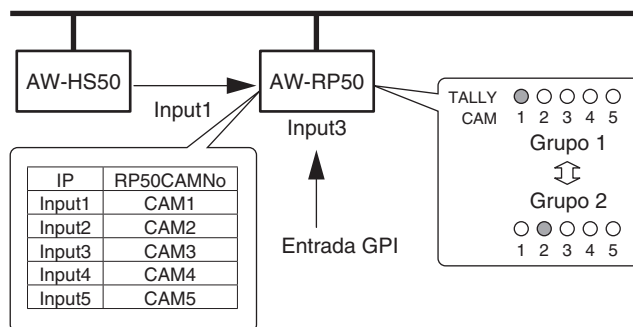 AW-HS50
AW-RP50
Input1
Input3
TALLY
CAM 1 2 3 4 5
Grupo 1
Grupo 2
1 2 3 4 5
IP RP50CAMNo
Input1 CAM1
Input2 CAM2
Input3 CAM3
Input4 CAM4
Input5 CAM5
Entrada GPI